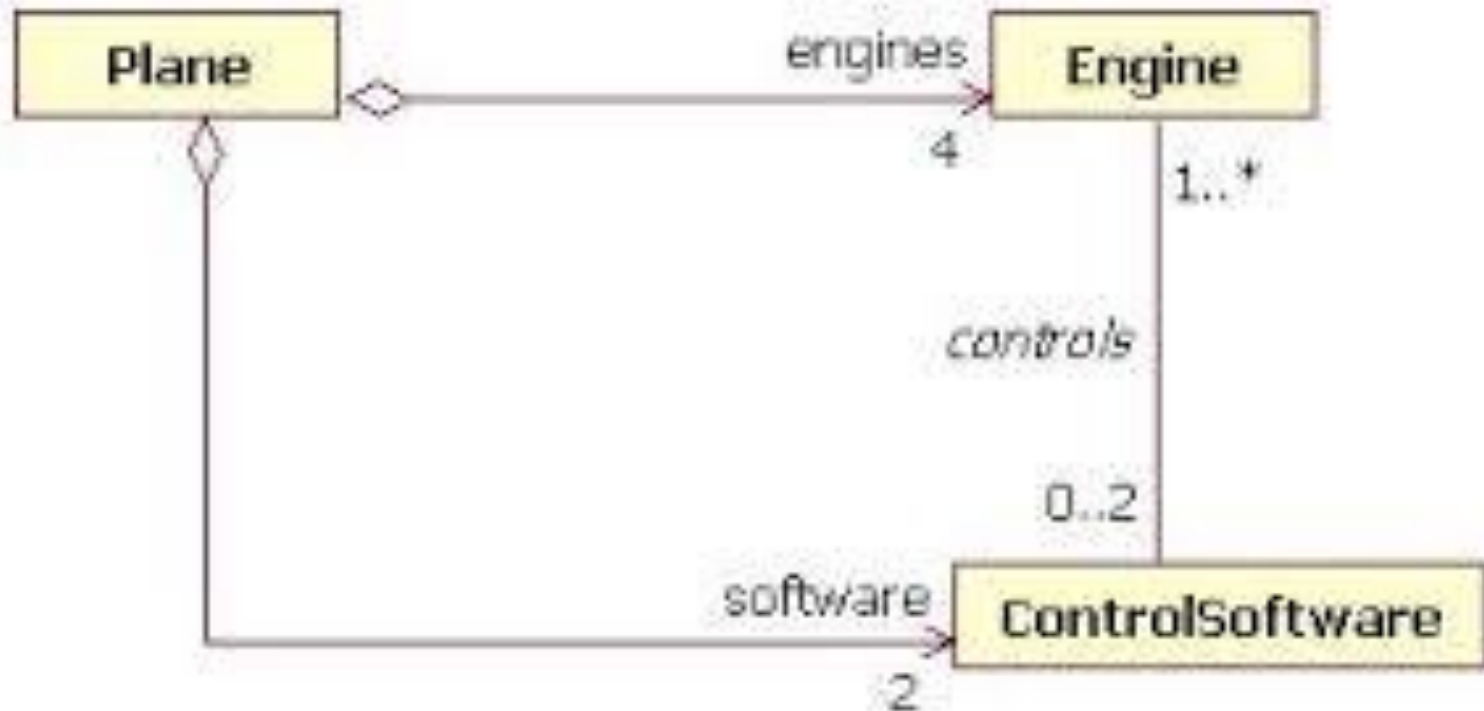 Plane
engines
Engine
4
1..*
controls
0..2
software
ControlSoftware
2